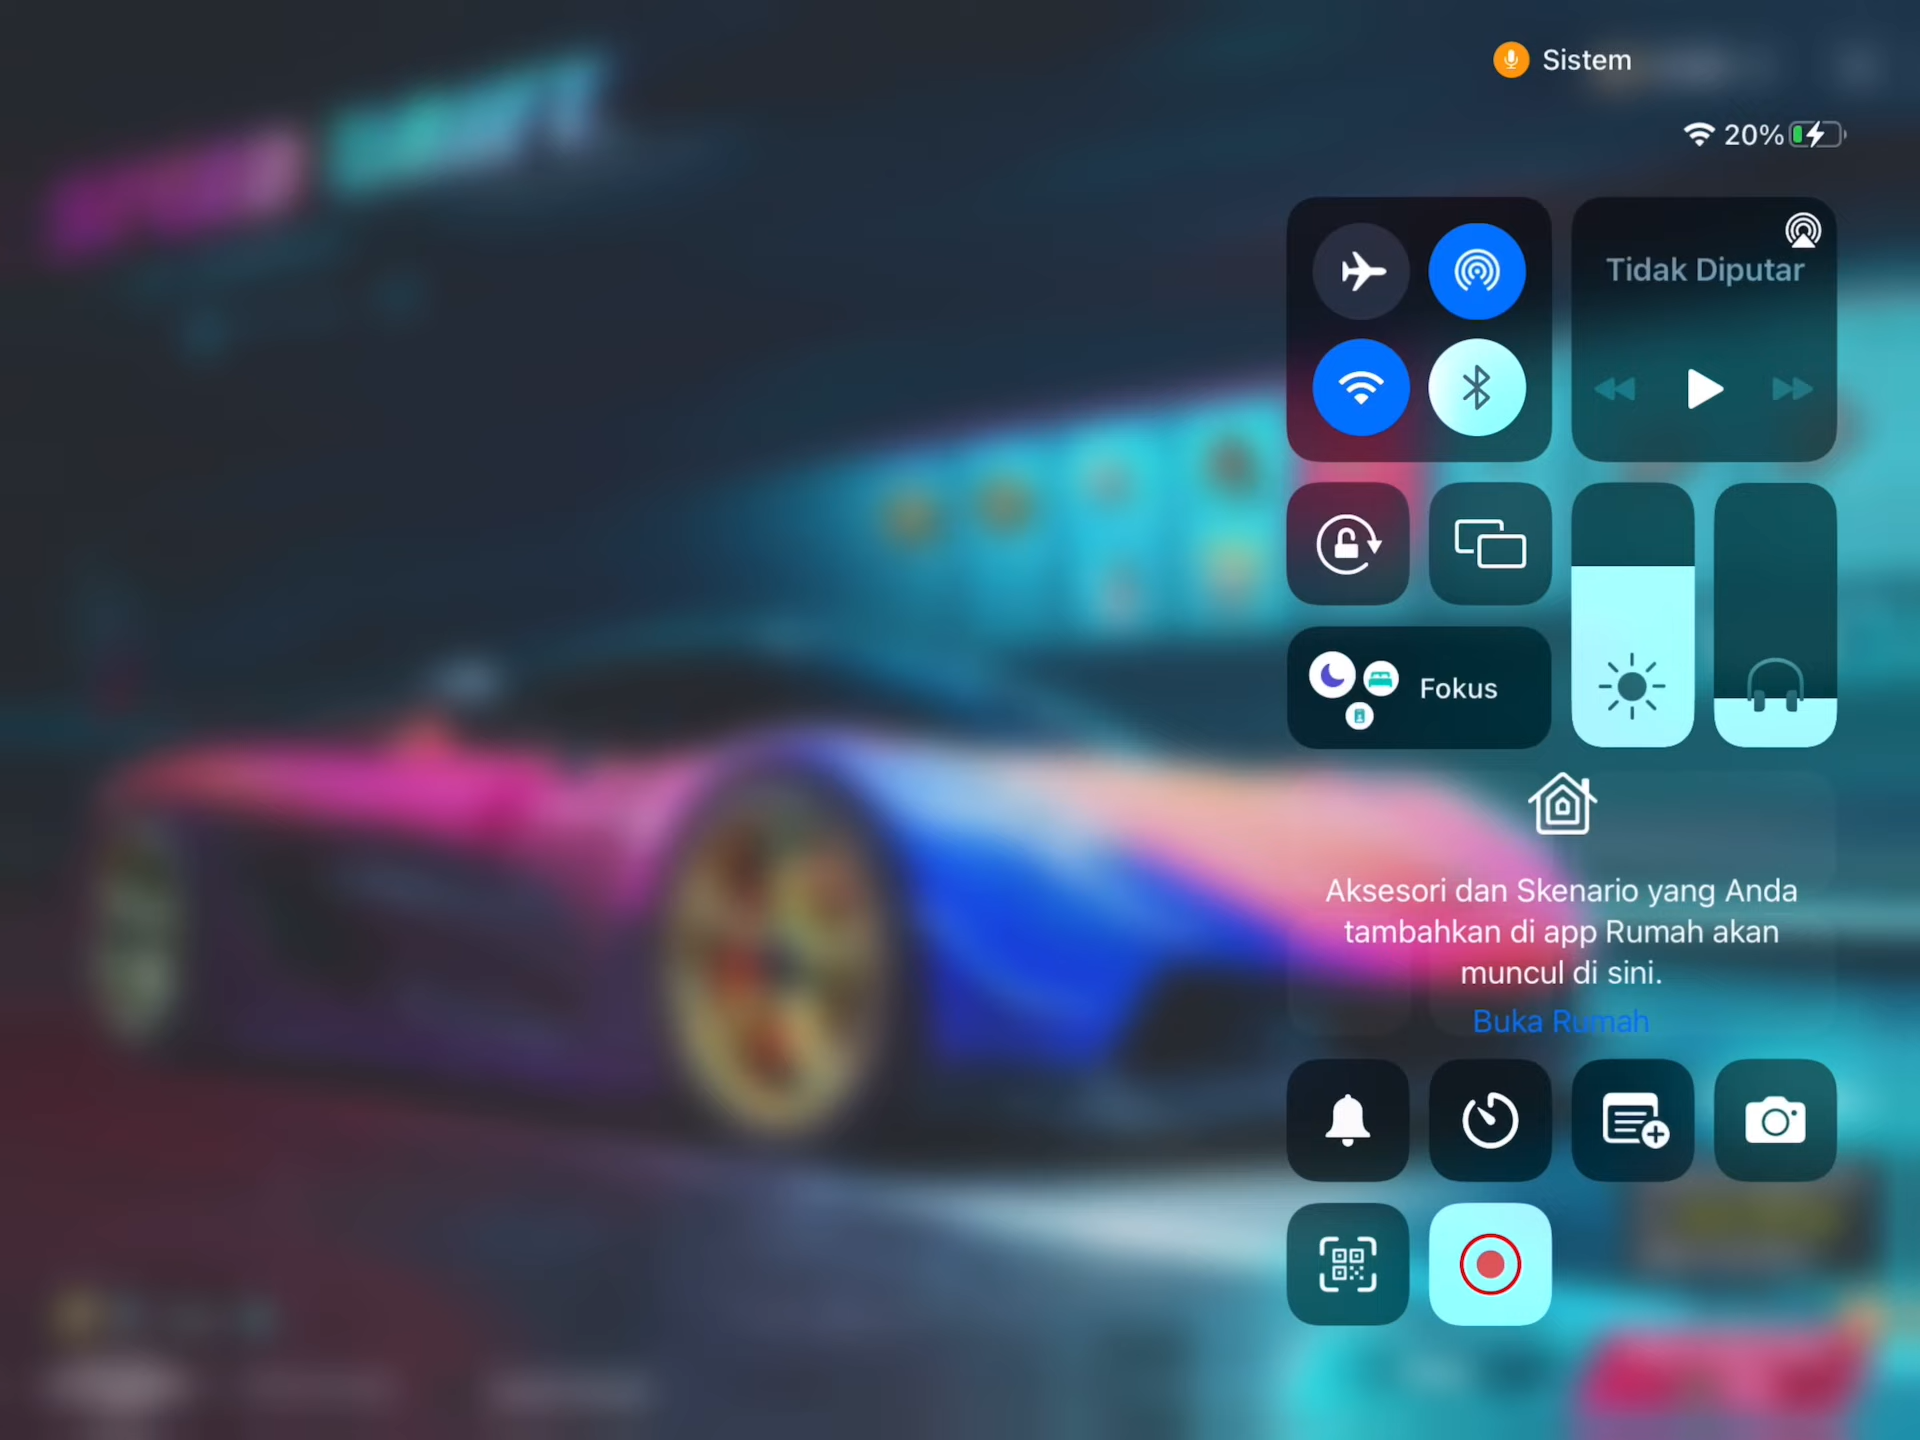 Sistem
20%
Tidak Diputar
Fokus
Aksesori dan Skenario yang Anda
tambahkan di app Rumah akan
muncul di sini.
Buka Rumah